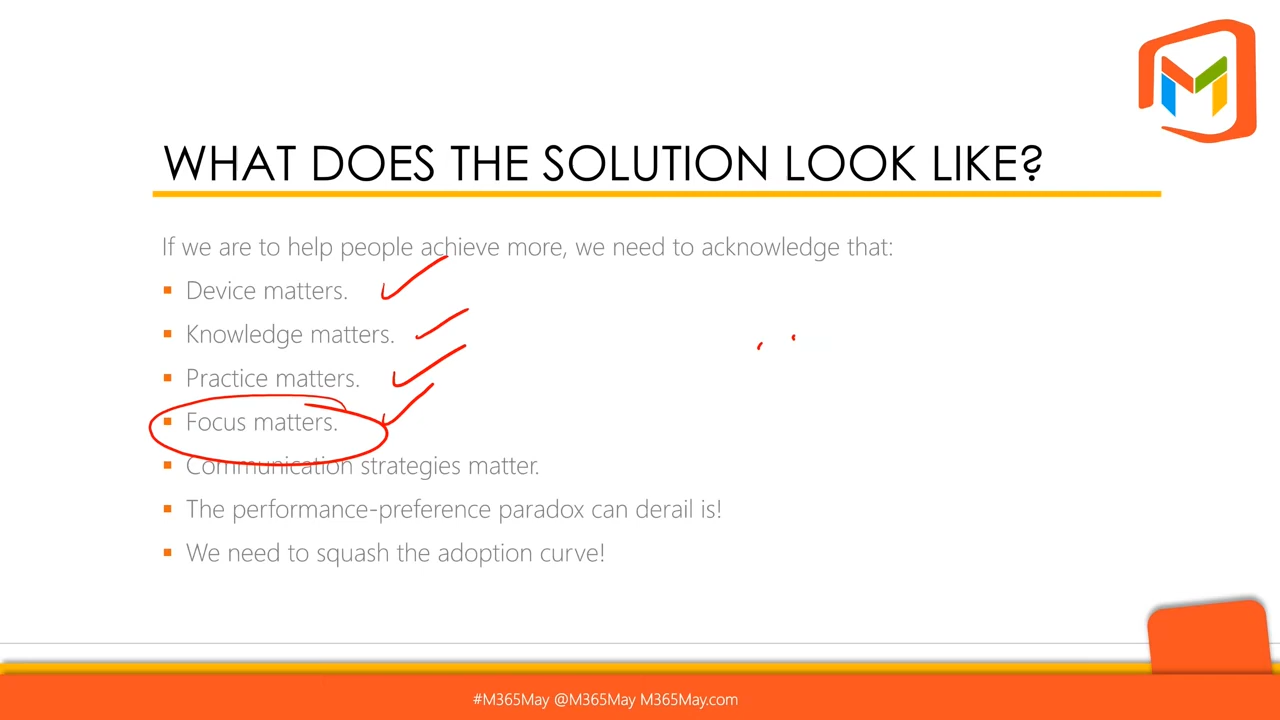 WHAT DOES THE SOLUTION LOOK LIKE?
If we are to help people achieve more, we need to acknowledge that:
▪ Device matters.
▪ Knowledge matters.
▪ Practice matters.
▪ Focus matters.
▪ Communication strategies matter.
▪ The performance-preference paradox can derail is!
▪ We need to squash the adoption curve!
#M365May @M365May M365May.com